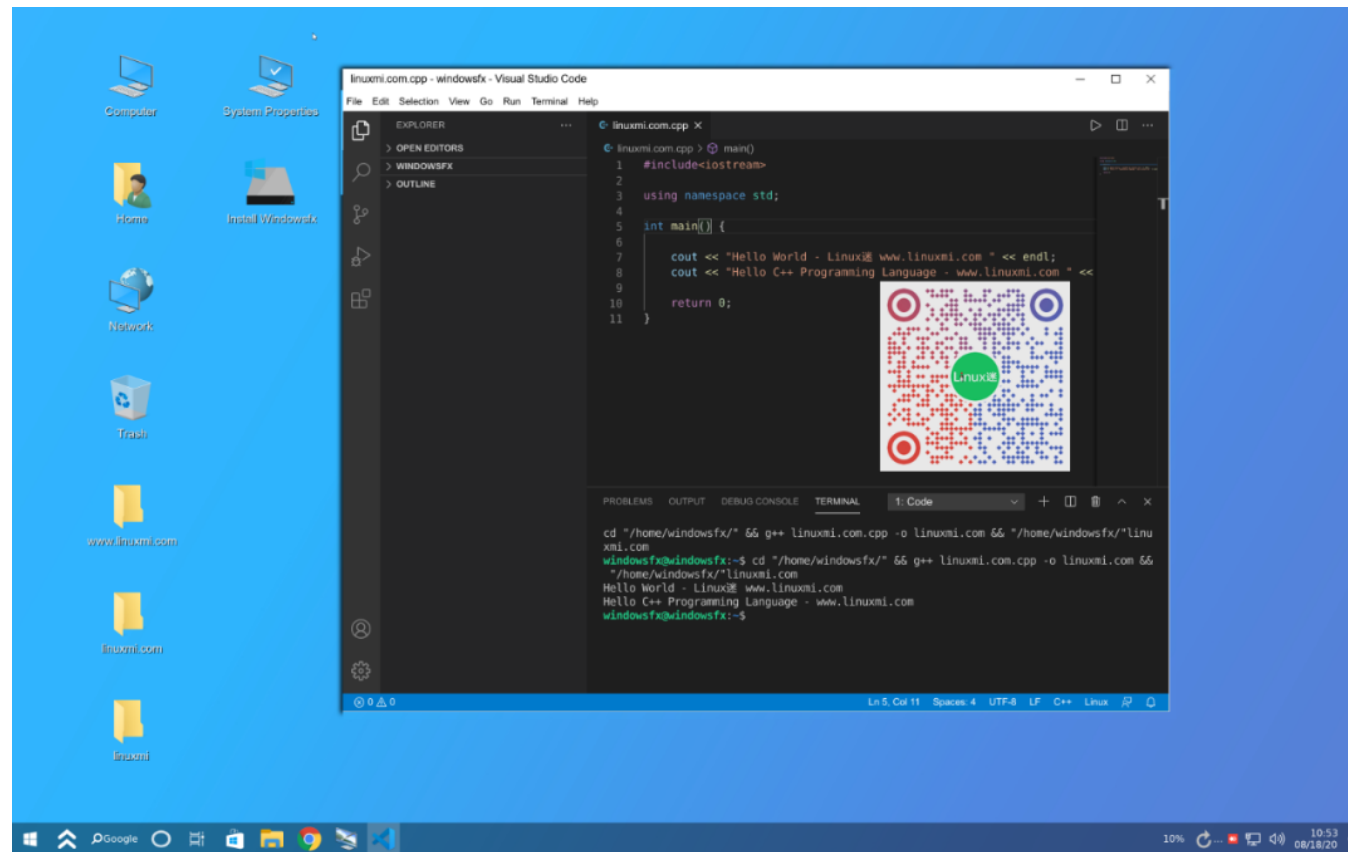 Computer
System Properties
Home
Install Windowsfx
Network
Trash
www.linuxmi.com
linuxmi.com
linuxmi
linuxmi.com.cpp - windowsfx - Visual Studio Code
File Edit Selection View Go Run Terminal Help
EXPLORER
OPEN EDITORS
WINDOWSFX
OUTLINE
linuxmi.com.cpp
linuxmi.com.cpp > main()
1 #include<iostream>
2
3 using namespace std;
4
5 int main() {
6
7 cout << "Hello World - Linux迷 www.linuxmi.com " << endl;
8 cout << "Hello C++ Programming Language - www.linuxmi.com " <<
9
10 return 0;
11 }
Linux迷
PROBLEMS OUTPUT DEBUG CONSOLE TERMINAL 1: Code
cd "/home/windowsfx/" && g++ linuxmi.com.cpp -o linuxmi.com && "/home/windowsfx/"linu
xmi.com
windowsfx@windowsfx:~$ cd "/home/windowsfx/" && g++ linuxmi.com.cpp -o linuxmi.com &&
"/home/windowsfx/"linuxmi.com
Hello World - Linux迷 www.linuxmi.com
Hello C++ Programming Language - www.linuxmi.com
windowsfx@windowsfx:~$
0 0
Ln 5, Col 11 Spaces: 4 UTF-8 LF C++ Linux
Google
10%
10:53
08/18/20